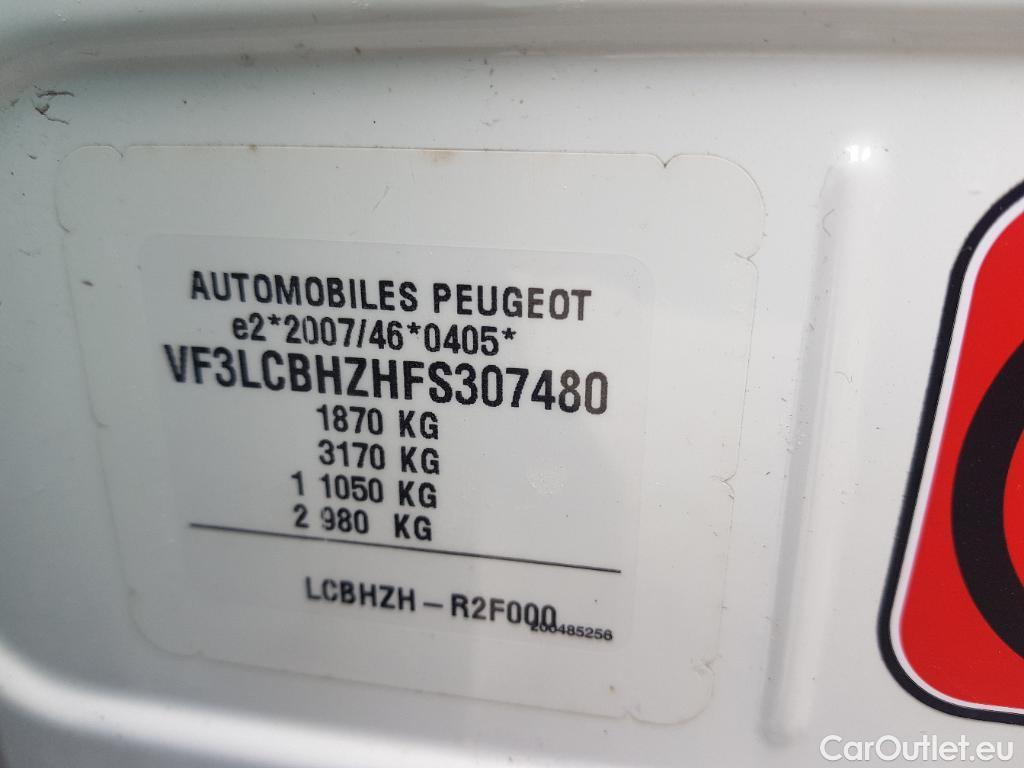 AUTOMOBILES PEUGEOT
e2*2007/46*0405*
VF3LCBHZHFS307480
1870 KG
3170 KG
1 1050 KG
2 980 KG
LCBHZH - R2F000
200485256
CarOutlet.eu